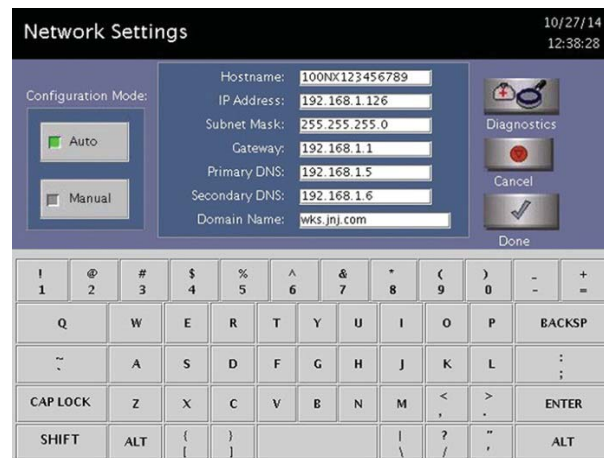 Network Settings
10/27/14
12:38:28
Configuration Mode:
Auto
Manual
Hostname: 100NX123456789
IP Address: 192.168.1.126
Subnet Mask: 255.255.255.0
Gateway: 192.168.1.1
Primary DNS: 192.168.1.5
Secondary DNS: 192.168.1.6
Domain Name: wks.jnj.com
Diagnostics
Cancel
Done
! @ # $ % ^ & * ( ) _ +
1 2 3 4 5 6 7 8 9 0 - =
Q W E R T Y U I O P BACKSP
~ A S D F G H J K L :
` ;
CAP LOCK Z X C V B N M < > ENTER
, .
SHIFT ALT { } | ? " ALT
[ ] \ / '